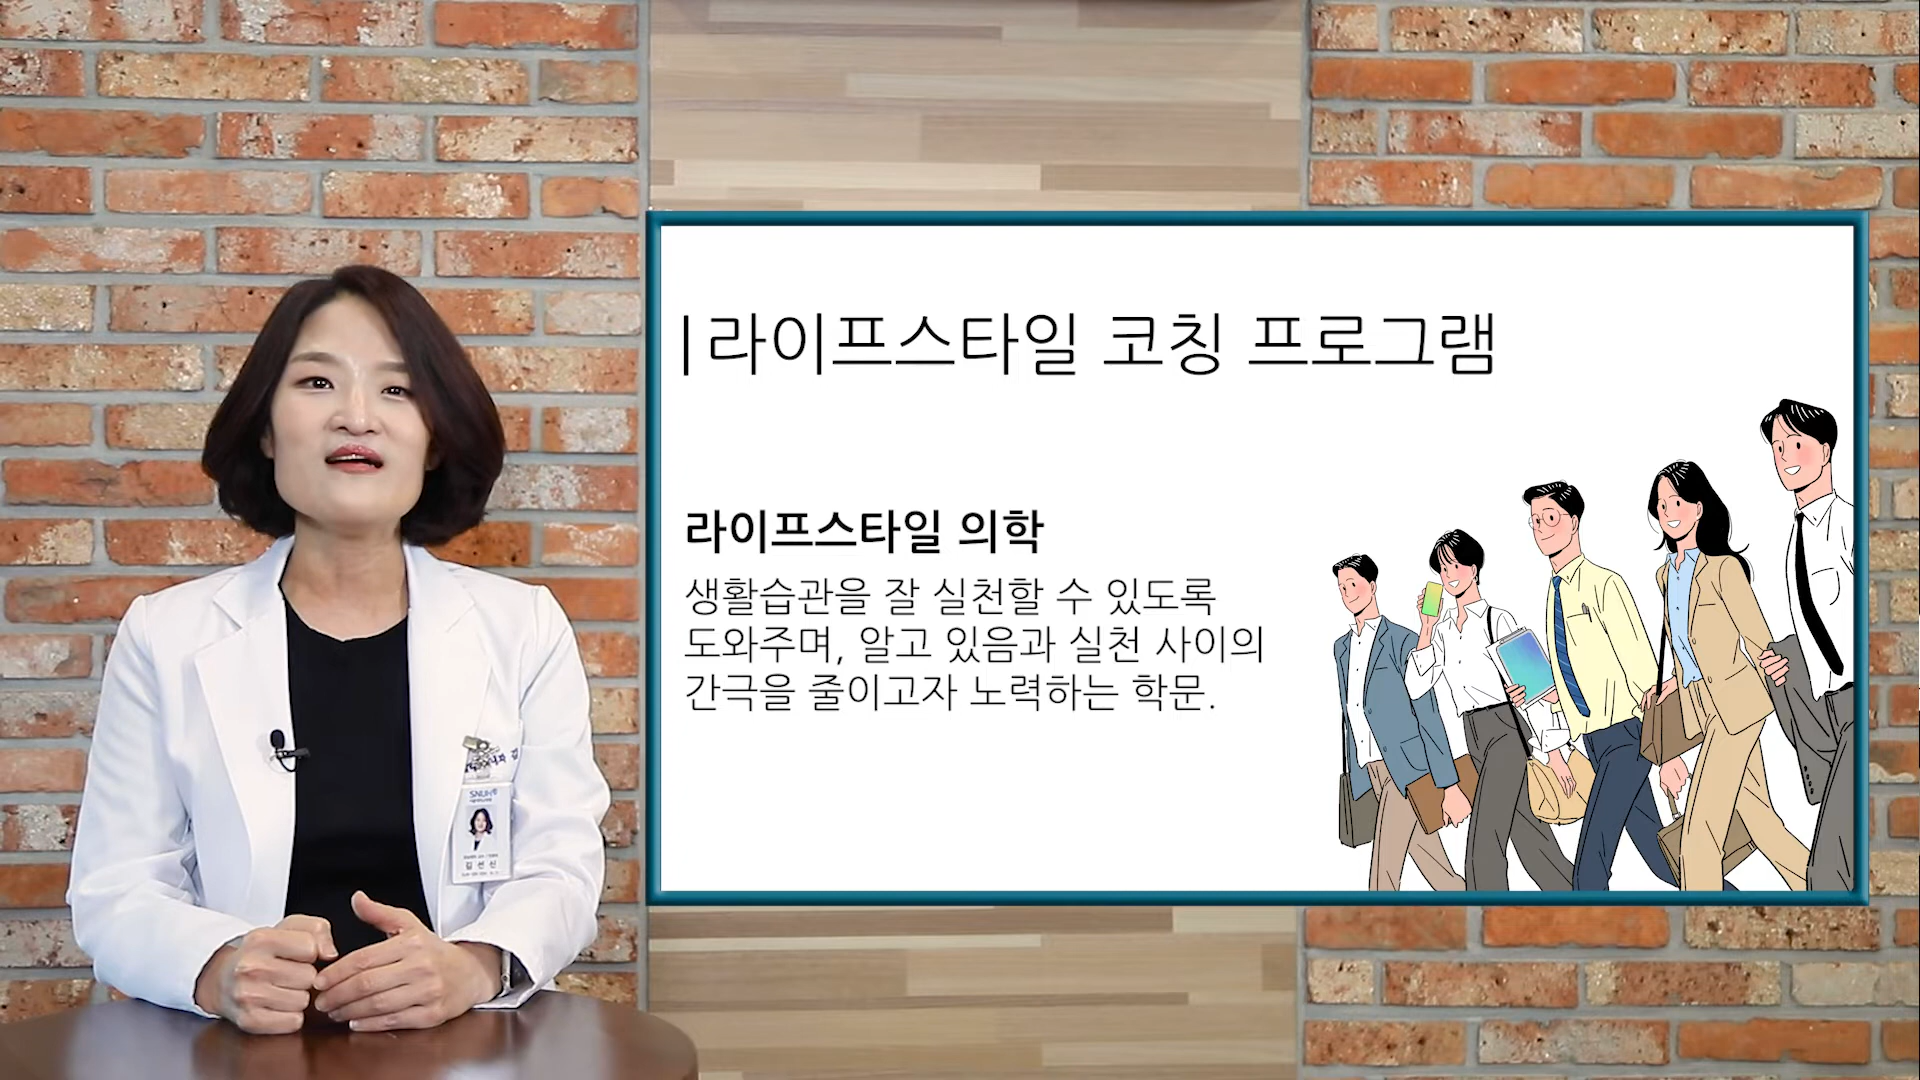 |라이프스타일 코칭 프로그램
라이프스타일 의학
생활습관을 잘 실천할 수 있도록
도와주며, 알고 있음과 실천 사이의
간극을 줄이고자 노력하는 학문.
SNUH
김선신